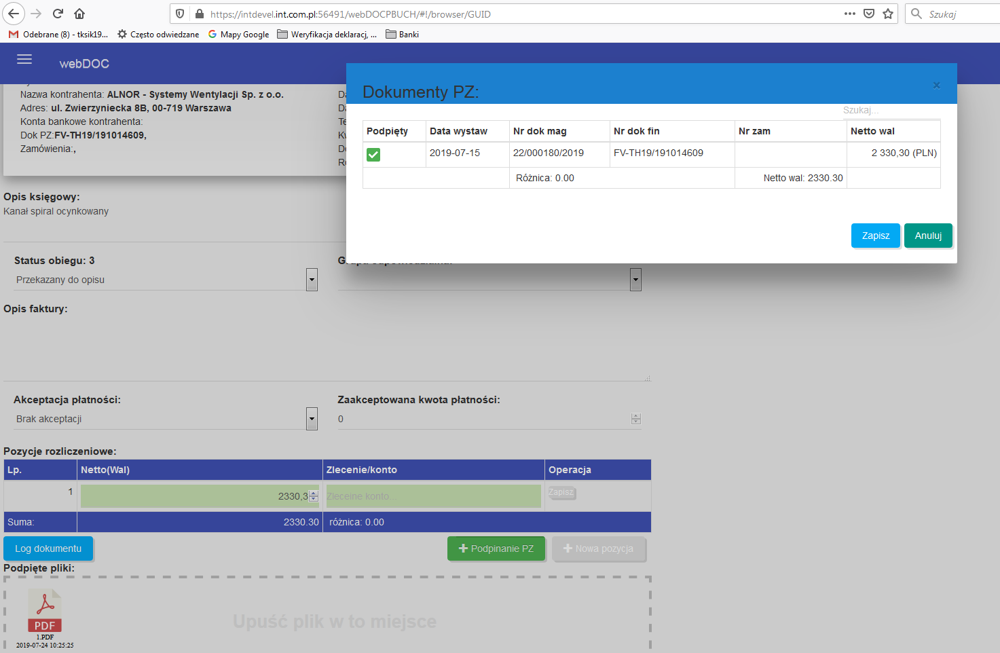 https://intdevel.int.com.pl:56491/webDOCPBUCH/#!/browser/GUID
Szukaj
Odebrane (8) - tksik19...
Często odwiedzane
Mapy Google
Weryfikacja deklaracj, ...
Banki
webDOC
Nazwa kontrahenta: ALNOR - Systemy Wentylacji Sp. z o.o.
Adres: ul. Zwierzyniecka 8B, 00-719 Warszawa
Konta bankowe kontrahenta:
Dok PZ:FV-TH19/191014609,
Zamówienia:,
Dokumenty PZ:
×
Szukaj...
Podpięty Data wystaw Nr dok mag Nr dok fin Nr zam Netto wal
2019-07-15 22/000180/2019 FV-TH19/191014609 2 330,30 (PLN)
Różnica: 0.00 Netto wal: 2330.30
Zapisz Anuluj
Opis księgowy:
Kanał spiral ocynkowany
Status obiegu: 3
Przekazany do opisu
Opis faktury:
Akceptacja płatności: Zaakceptowana kwota płatności:
Brak akceptacji 0
Pozycje rozliczeniowe:
Lp. Netto(Wal) Zlecenie/konto Operacja
1 2330,3 Zleceine konto... Zapisz
Suma: 2330.30 różnica: 0.00
Log dokumentu + Podpinanie PZ + Nowa pozycja
Podpięte pliki:
PDF
1.PDF
2019-07-24 10:25:25
Upuść plik w to miejsce